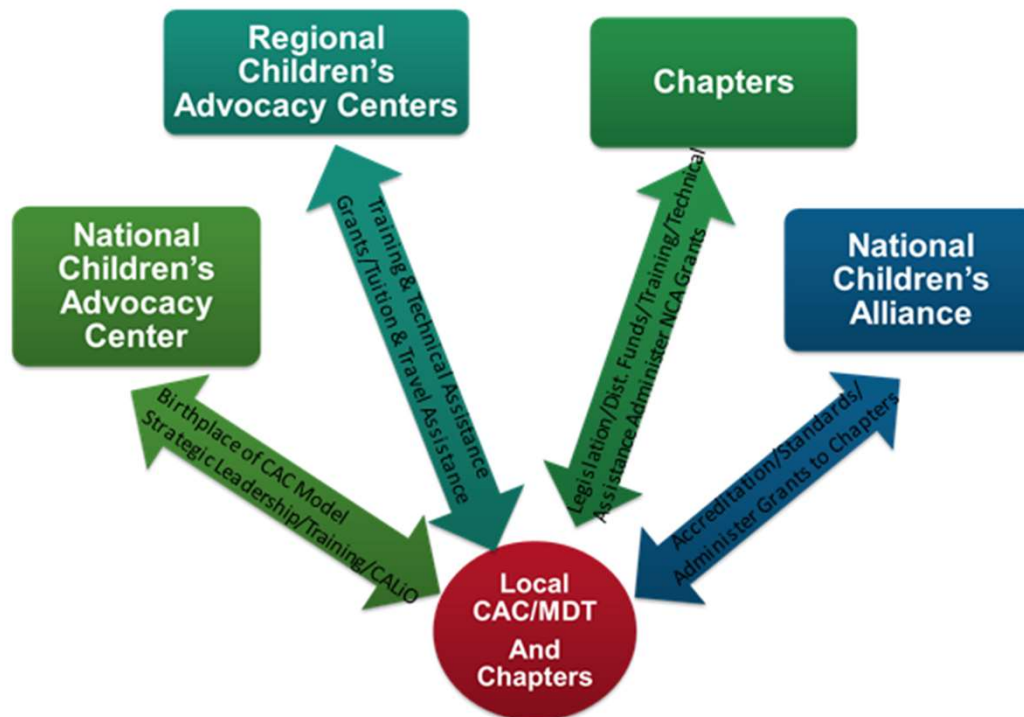 Regional
Children's
Advocacy Centers
Chapters
National
Children's
Advocacy
Center
National
Children's
Alliance
Birthplace of CAC Model
Strategic Leadership/Training/CALiO
Training & Technical Assistance
Grants/Tuition & Travel Assistance
Legislation/Dist. Funds/Training/Technical/
Assistance Administer NCA Grants
Accreditation/Standards/
Administer Grants to Chapters
Local
CAC/MDT
And
Chapters